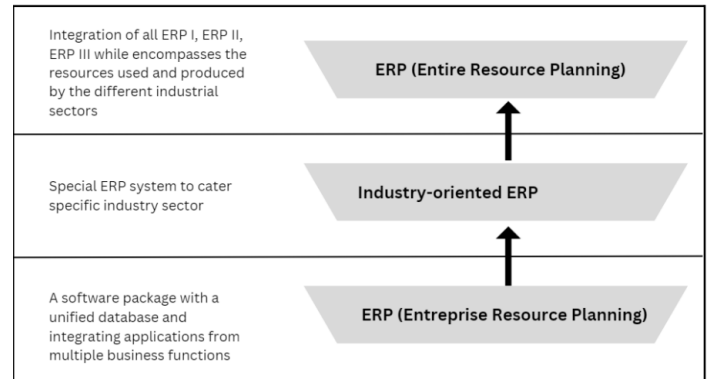 Integration of all ERP I, ERP II,
ERP III while encompasses the
resources used and produced
by the different industrial
sectors
ERP (Entire Resource Planning)
Special ERP system to cater
specific industry sector
Industry-oriented ERP
A software package with a
unified database and
integrating applications from
multiple business functions
ERP (Entreprise Resource Planning)